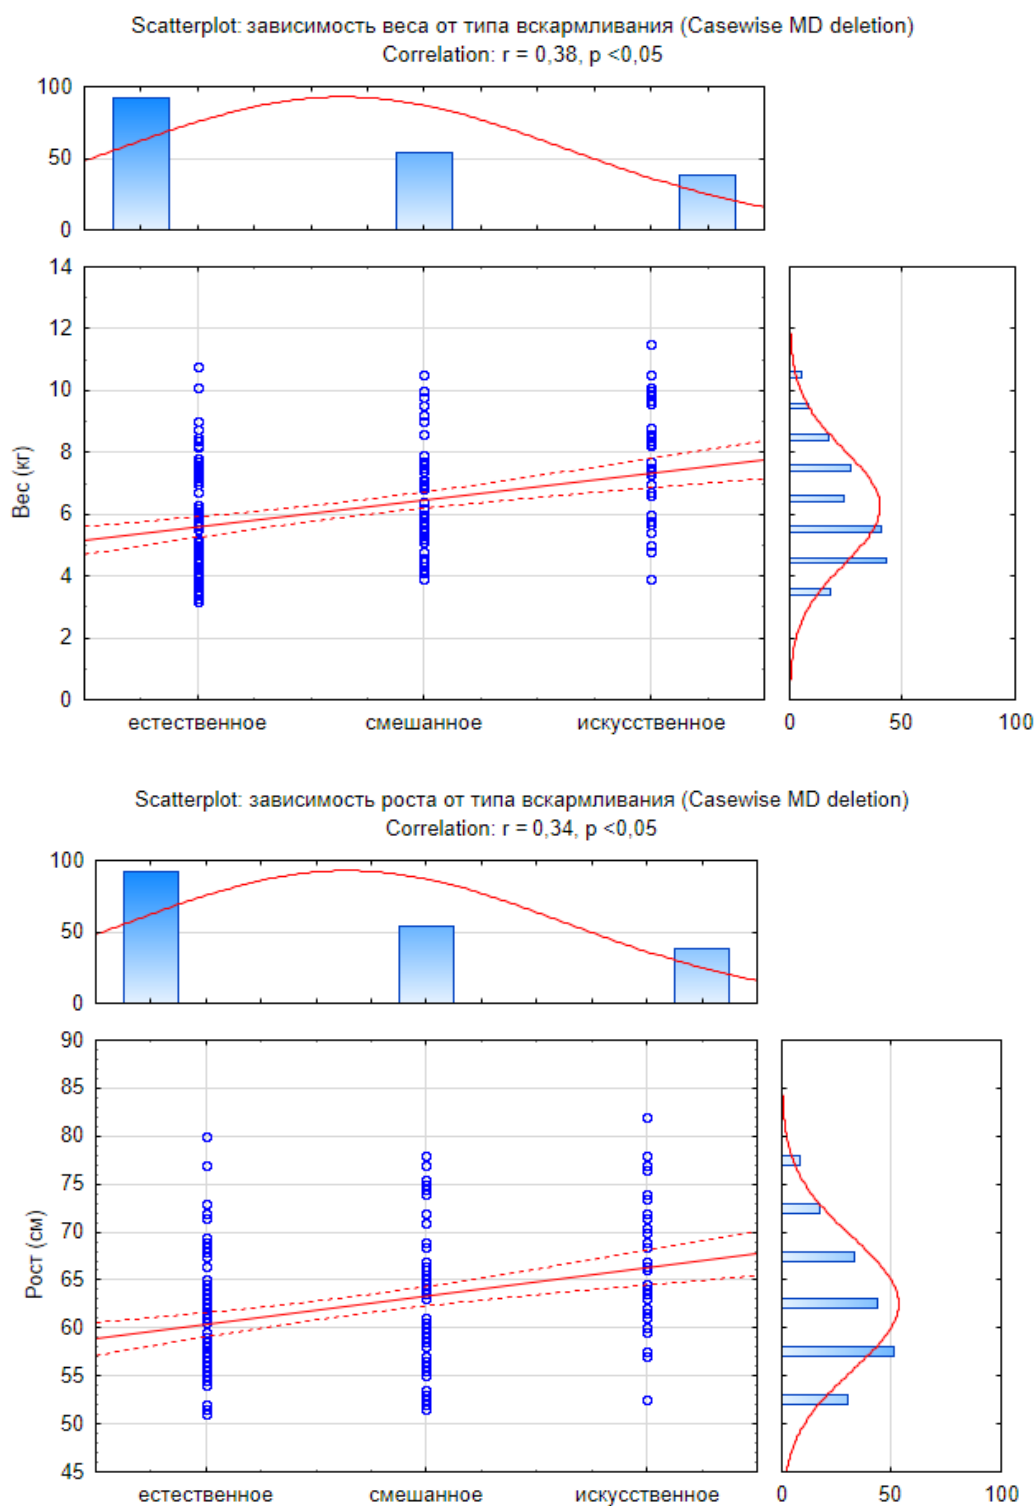 Scatterplot: зависимость веса от типа вскармливания (Casewise MD deletion)
Correlation: r = 0,38, p <0,05
100
50
0
14
12
10
8
6
4
2
0
Вес (кг)
естественное смешанное искусственное
0 50 100
Scatterplot: зависимость роста от типа вскармливания (Casewise MD deletion)
Correlation: r = 0,34, p <0,05
100
50
0
90
85
80
75
70
65
60
55
50
45
Рост (см)
естественное смешанное искусственное
0 50 100